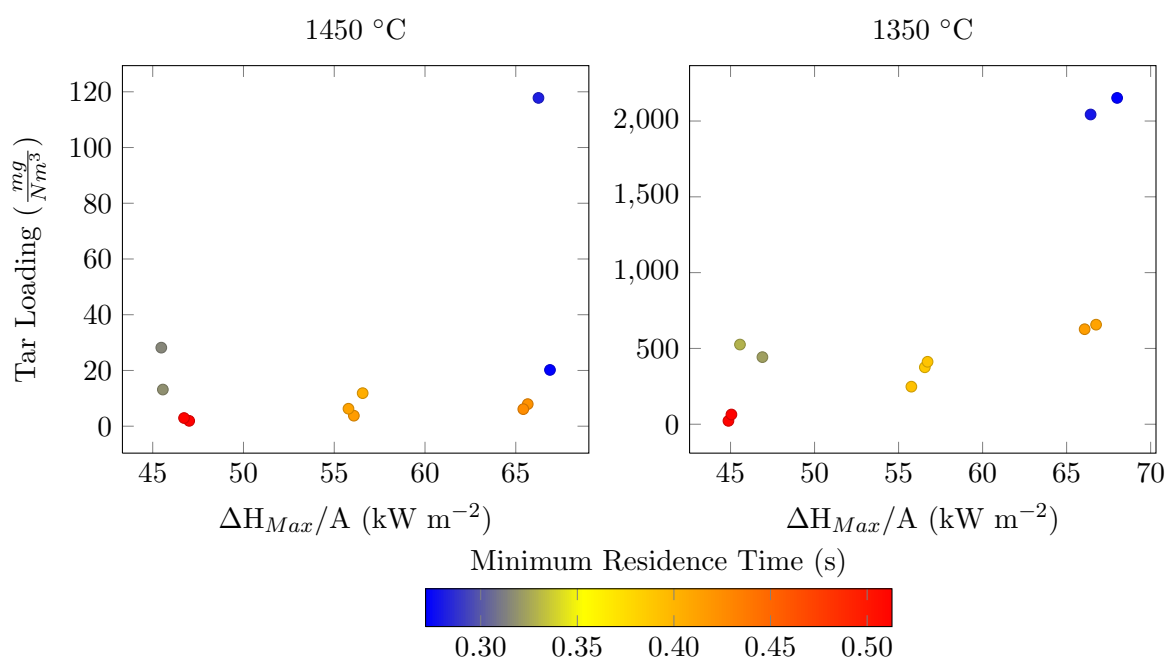 1450 °C
1350 °C
Tar Loading (mg/Nm³)
120
100
80
60
40
20
0
2,000
1,500
1,000
500
0
45 50 55 60 65
45 50 55 60 65 70
ΔH_Max/A (kW m⁻²)
ΔH_Max/A (kW m⁻²)
Minimum Residence Time (s)
0.30 0.35 0.40 0.45 0.50